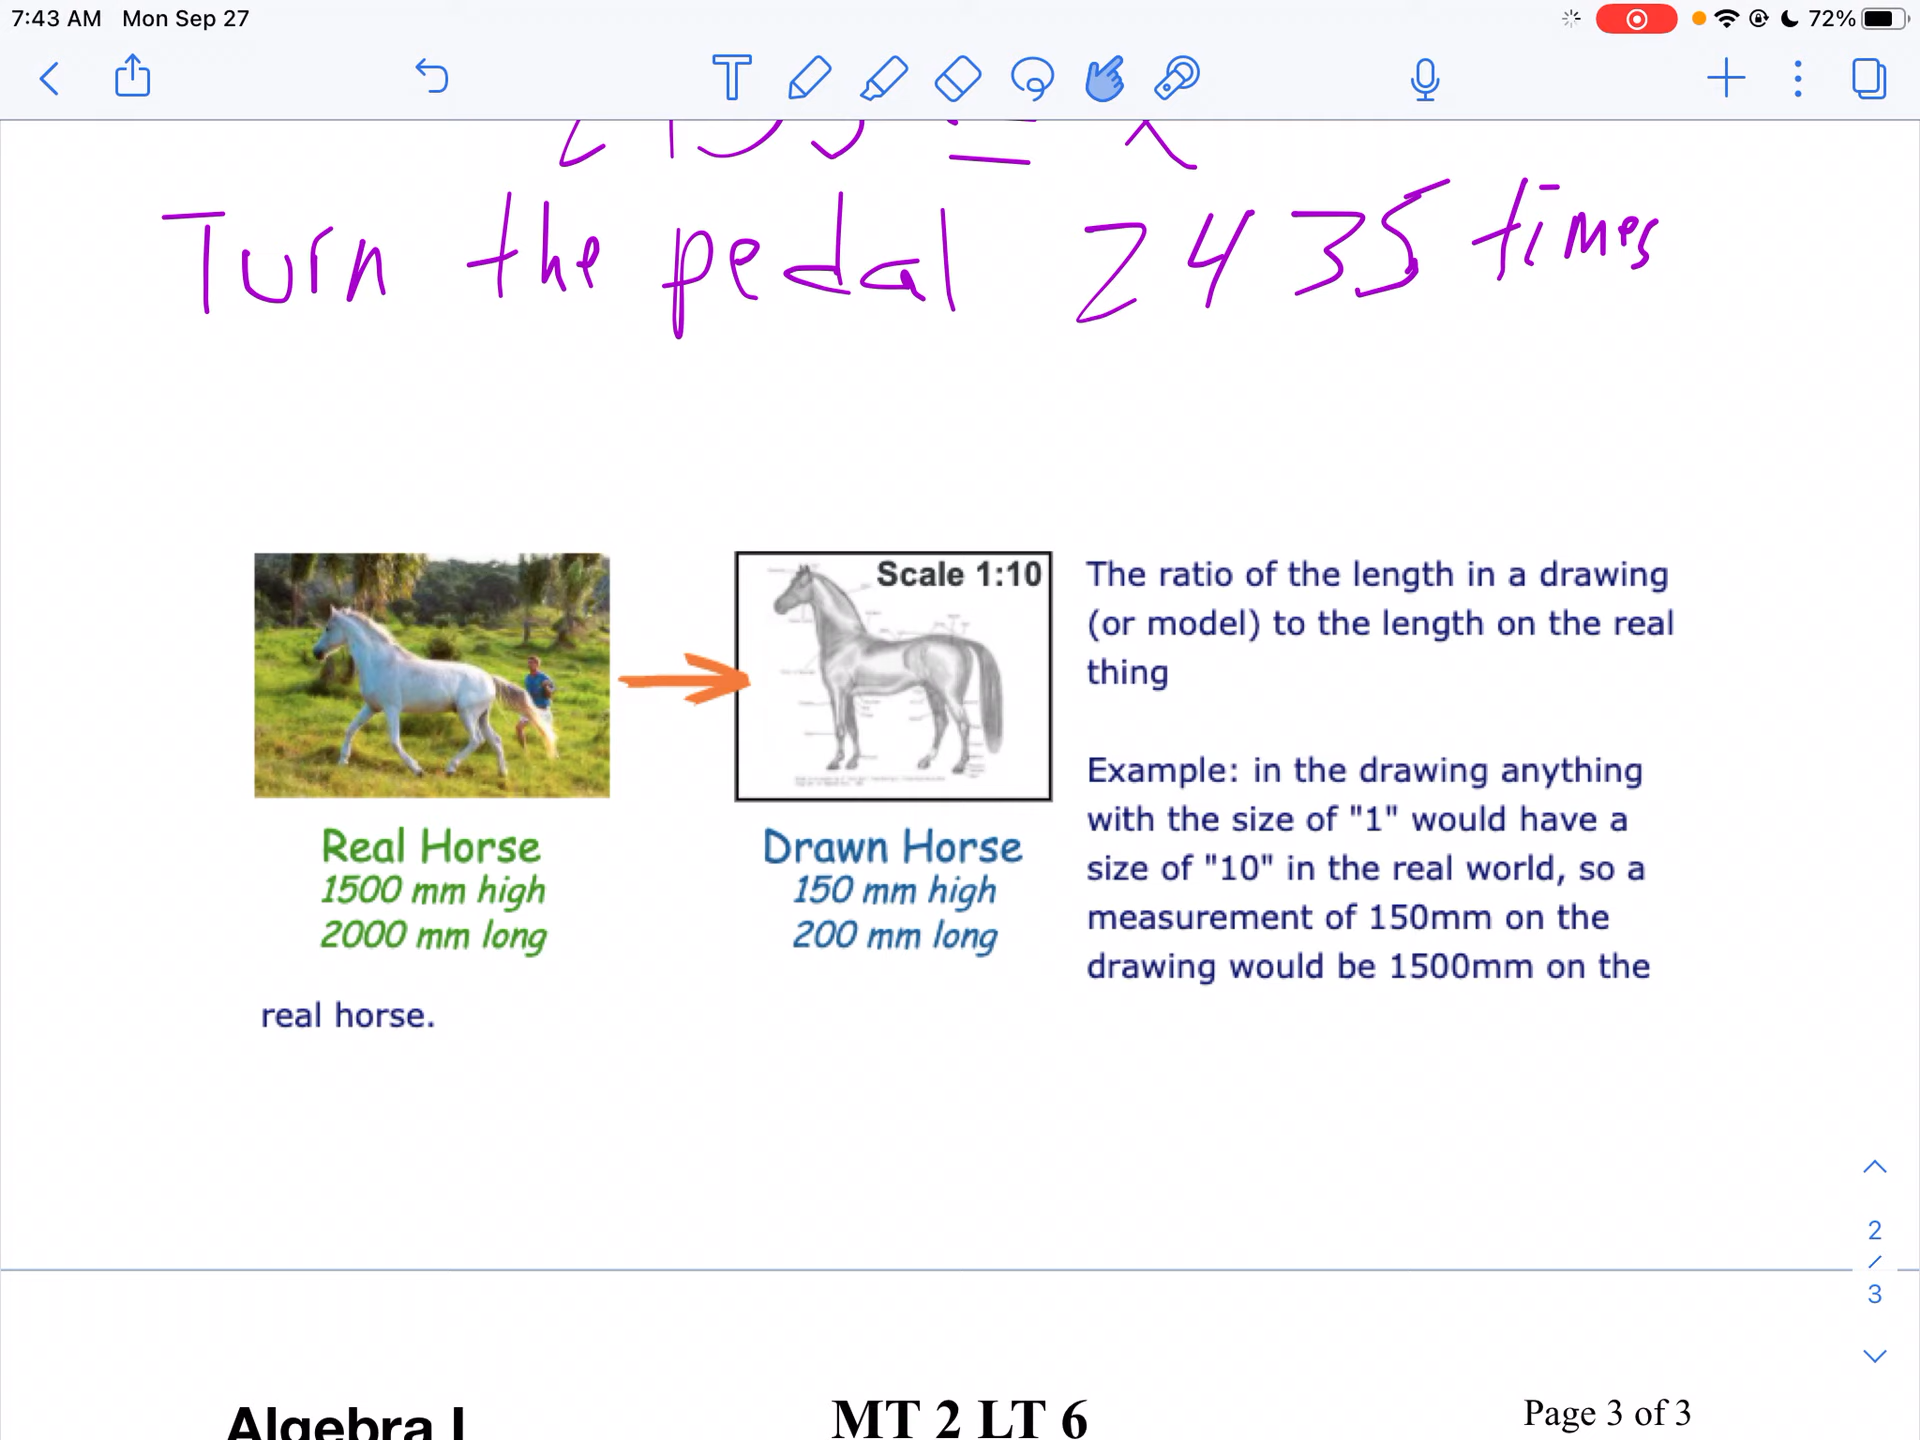 7:43 AM Mon Sep 27
72%
2435 = x
Turn the pedal 2435 times
Scale 1:10
The ratio of the length in a drawing
(or model) to the length on the real
thing
Example: in the drawing anything
with the size of "1" would have a
size of "10" in the real world, so a
measurement of 150mm on the
drawing would be 1500mm on the
real horse.
Real Horse
1500 mm high
2000 mm long
Drawn Horse
150 mm high
200 mm long
2
/
3
Algebra I
MT 2 LT 6
Page 3 of 3